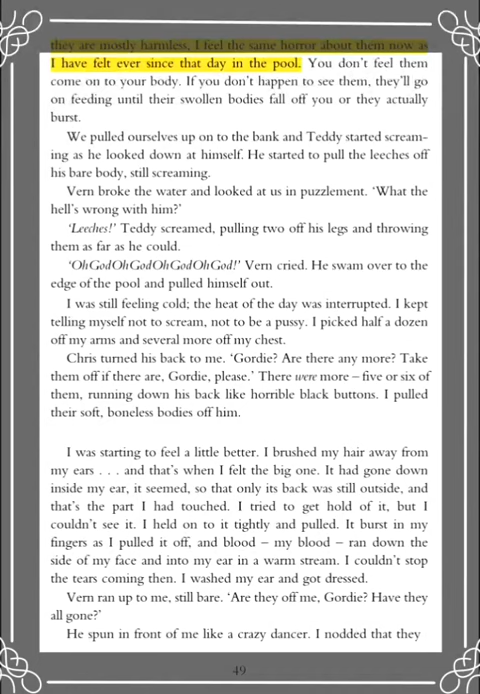 they are mostly harmless, I feel the same horror about them now as
I have felt ever since that day in the pool. You don't feel them
come on to your body. If you don't happen to see them, they'll go
on feeding until their swollen bodies fall off you or they actually
burst.
We pulled ourselves up on to the bank and Teddy started scream-
ing as he looked down at himself. He started to pull the leeches off
his bare body, still screaming.
Vern broke the water and looked at us in puzzlement. ‘What the
hell's wrong with him?’
‘Leeches!’ Teddy screamed, pulling two off his legs and throwing
them as far as he could.
‘OhGodOhGodOhGodOhGod!’ Vern cried. He swam over to the
edge of the pool and pulled himself out.
I was still feeling cold; the heat of the day was interrupted. I kept
telling myself not to scream, not to be a pussy. I picked half a dozen
off my arms and several more off my chest.
Chris turned his back to me. ‘Gordie? Are there any more? Take
them off if there are, Gordie, please.’ There were more – five or six of
them, running down his back like horrible black buttons. I pulled
their soft, boneless bodies off him.
I was starting to feel a little better. I brushed my hair away from
my ears . . . and that's when I felt the big one. It had gone down
inside my ear, it seemed, so that only its back was still outside, and
that's the part I had touched. I tried to get hold of it, but I
couldn't see it. I held on to it tightly and pulled. It burst in my
fingers as I pulled it off, and blood – my blood – ran down the
side of my face and into my ear in a warm stream. I couldn't stop
the tears coming then. I washed my ear and got dressed.
Vern ran up to me, still bare. ‘Are they off me, Gordie? Have they
all gone?’
He spun in front of me like a crazy dancer. I nodded that they
49